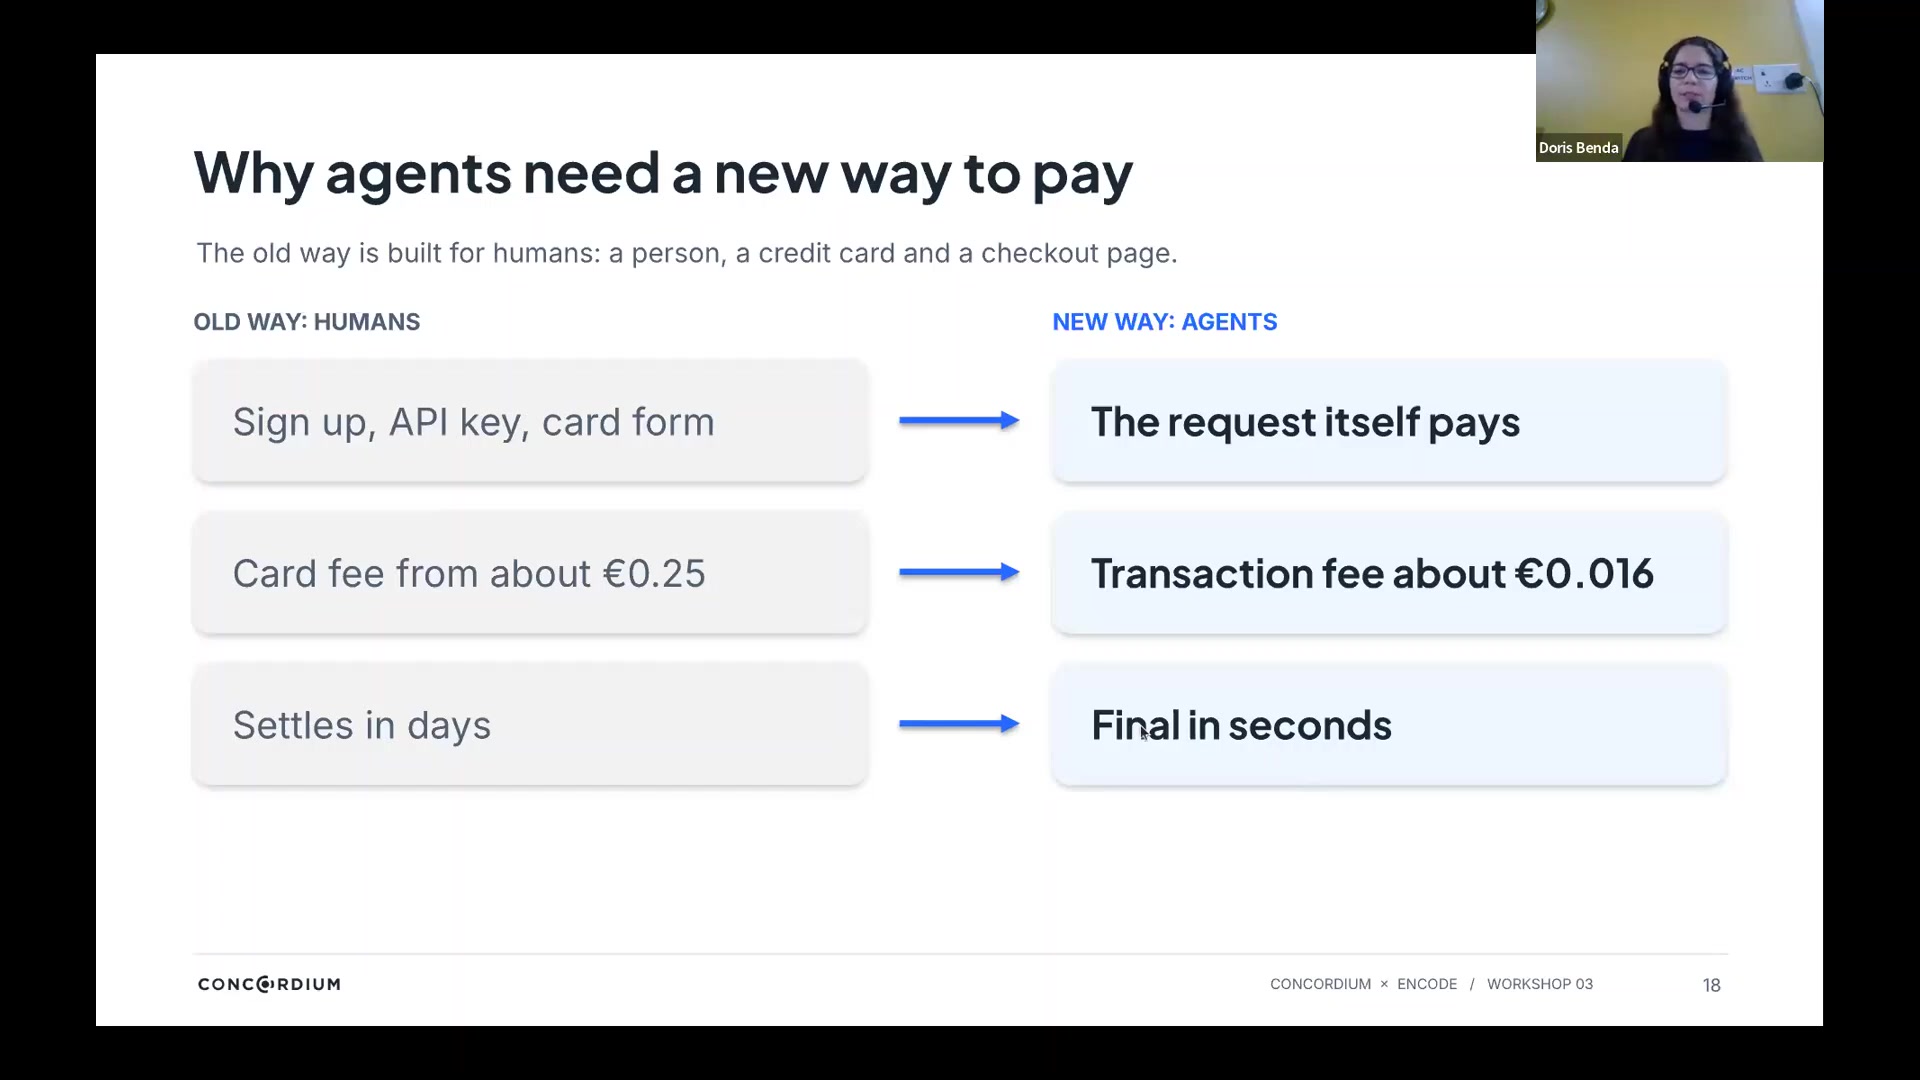 Why agents need a new way to pay
The old way is built for humans: a person, a credit card and a checkout page.
OLD WAY: HUMANS
NEW WAY: AGENTS
Sign up, API key, card form
The request itself pays
Card fee from about €0.25
Transaction fee about €0.016
Settles in days
Final in seconds
CONCORDIUM
CONCORDIUM × ENCODE / WORKSHOP 03
18
Doris Benda